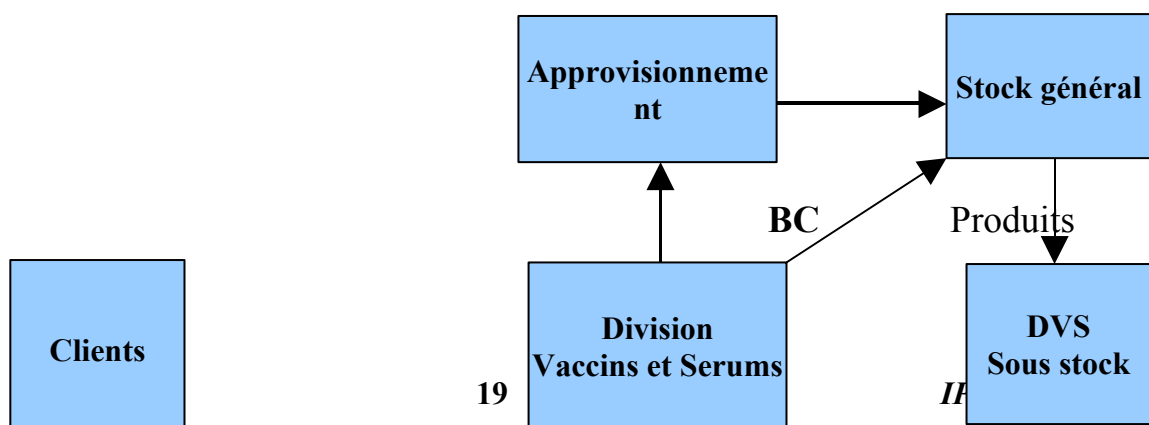 Approvisionneme
nt
Stock général
BC
Produits
Clients
Division
Vaccins et Serums
DVS
Sous stock
19